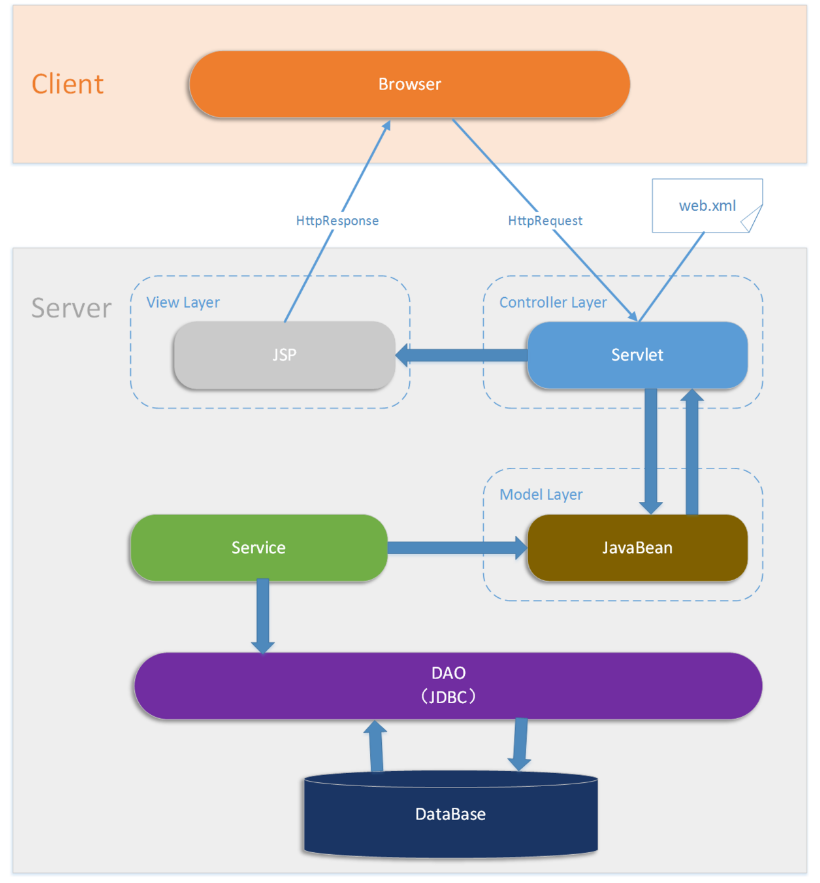 Client
Browser
HttpResponse
HttpRequest
web.xml
Server
View Layer
Controller Layer
JSP
Servlet
Model Layer
Service
JavaBean
DAO
（JDBC）
DataBase